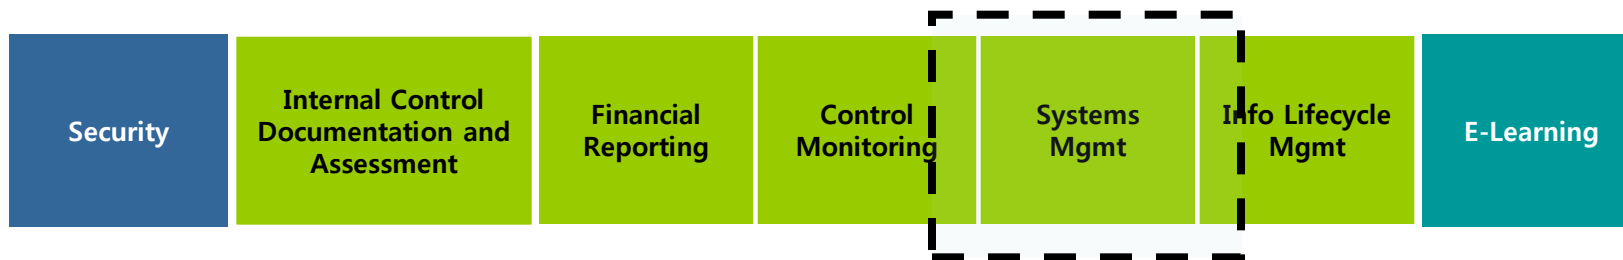 Security
Internal Control
Documentation and
Assessment
Financial
Reporting
Control
Monitoring
Systems
Mgmt
Info Lifecycle
Mgmt
E-Learning